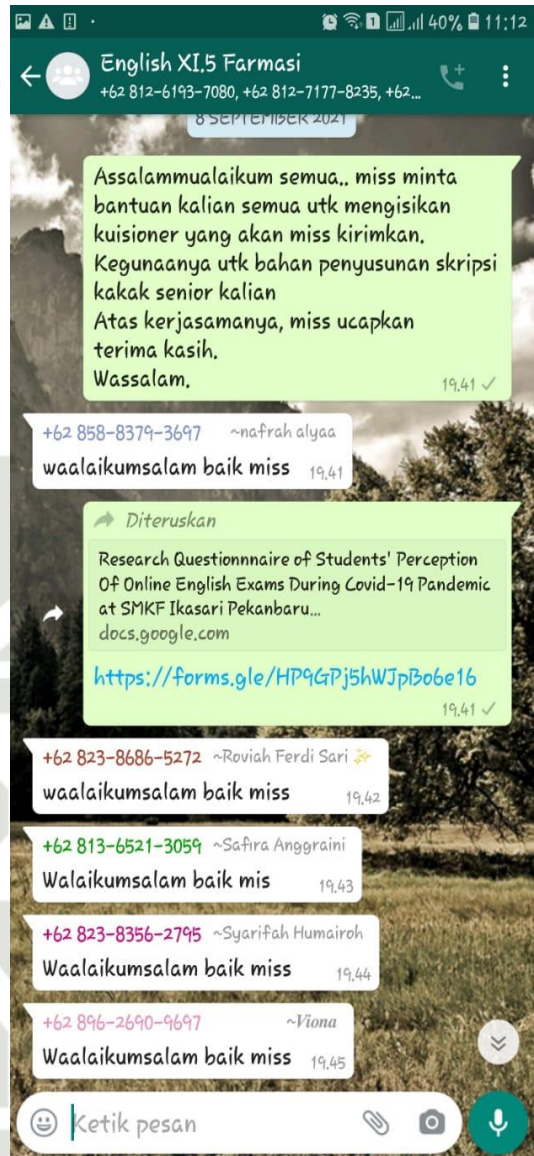 40% 11:12
English XI.5 Farmasi
+62 812-6193-7080, +62 812-7177-8235, +62...
8 SEPTEMBER 2021
Assalammualaikum semua.. miss minta
bantuan kalian semua utk mengisikan
kuisioner yang akan miss kirimkan.
Kegunaanya utk bahan penyusunan skripsi
kakak senior kalian
Atas kerjasamanya, miss ucapkan
terima kasih.
Wassalam.
19.41
+62 858-8379-3697 ~nafrah alyaa
waalaikumsalam baik miss 19.41
Diteruskan
Research Questionnnaire of Students' Perception
Of Online English Exams During Covid-19 Pandemic
at SMKF Ikasari Pekanbaru...
docs.google.com
https://forms.gle/HP9GPj5hWJpBo6e16
19.41
+62 823-8686-5272 ~Roviah Ferdi Sari ✨
waalaikumsalam baik miss 19.42
+62 813-6521-3059 ~Safira Anggraini
Walaikumsalam baik mis 19.43
+62 823-8356-2795 ~Syarifah Humairoh
Waalaikumsalam baik miss 19.44
+62 896-2690-9697 ~Viona
Waalaikumsalam baik miss 19.45
Ketik pesan